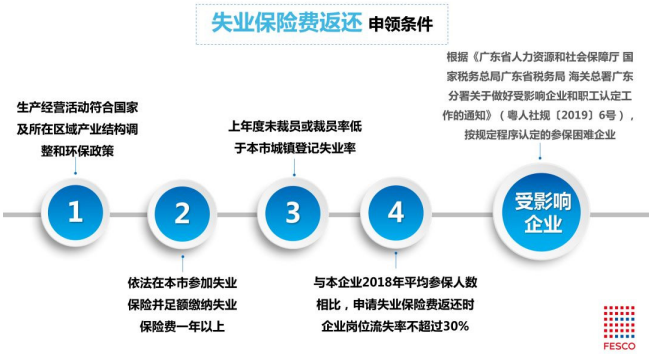 失业保险费返还 申领条件
根据《广东省人力资源和社会保障厅 国
家税务总局广东省税务局 海关总署广东
分署关于做好受影响企业和职工认定工
作的通知》（粤人社规〔2019〕6号），
按规定程序认定的参保困难企业
生产经营活动符合国家
及所在区域产业结构调
整和环保政策
上年度未裁员或裁员率低
于本市城镇登记失业率
1
2
3
4
受影响
企业
依法在本市参加失业
保险并足额缴纳失业
保险费一年以上
与本企业2018年平均参保人数
相比，申请失业保险费返还时
企业岗位流失率不超过30%
FESCO